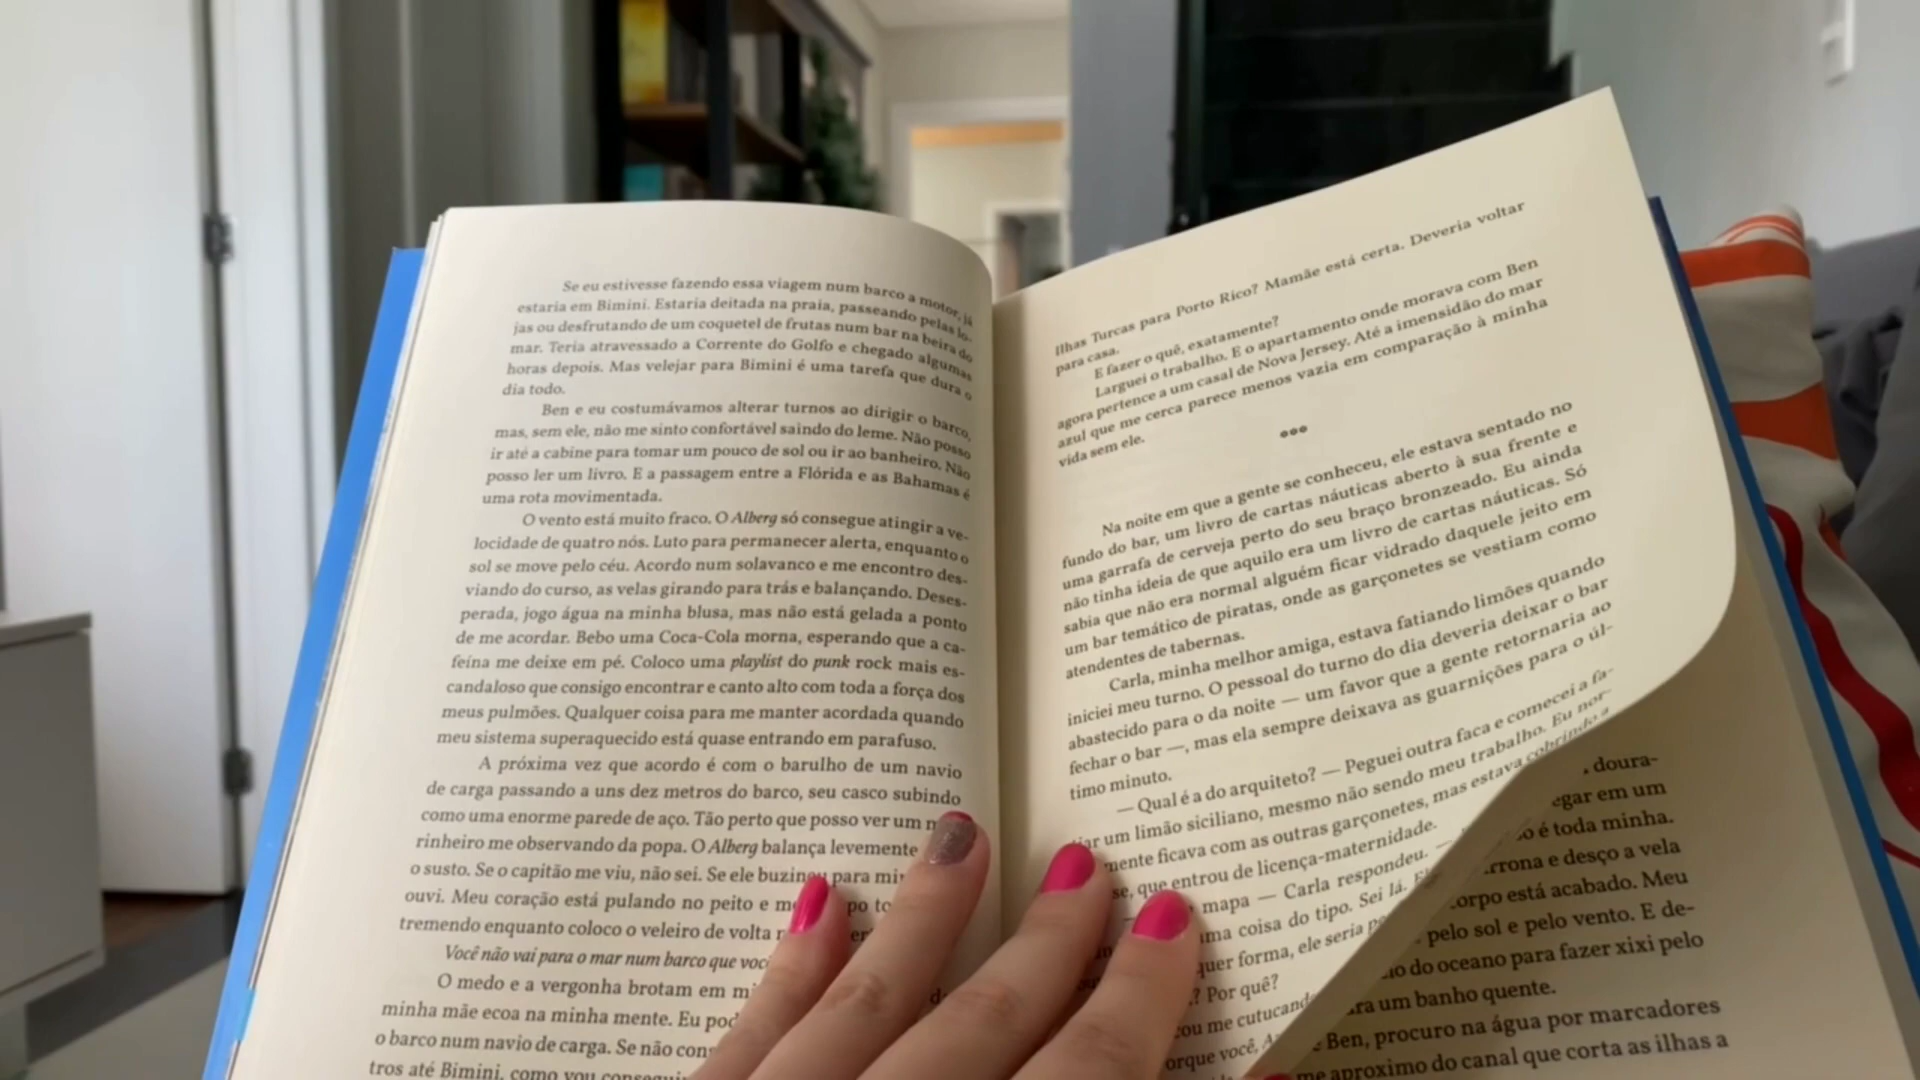 Se eu estivesse fazendo essa viagem num barco a motor, já
estaria em Bimini. Estaria deitada na praia, passeando pelas lo-
jas ou desfrutando de um coquetel de frutas num bar na beira do
mar. Teria atravessado a Corrente do Golfo e chegado algumas
horas depois. Mas velejar para Bimini é uma tarefa que dura o
dia todo.
Ben e eu costumávamos alterar turnos ao dirigir o barco,
mas, sem ele, não me sinto confortável saindo do leme. Não posso
ir até a cabine para tomar um pouco de sol ou ir ao banheiro. Não
posso ler um livro. E a passagem entre a Flórida e as Bahamas é
uma rota movimentada.
O vento está muito fraco. O Alberg só consegue atingir a ve-
locidade de quatro nós. Luto para permanecer alerta, enquanto o
sol se move pelo céu. Acordo num solavanco e me encontro des-
viando do curso, as velas girando para trás e balançando. Deses-
perada, jogo água na minha blusa, mas não está gelada a ponto
de me acordar. Bebo uma Coca-Cola morna, esperando que a ca-
feína me deixe em pé. Coloco uma playlist do punk rock mais es-
candaloso que consigo encontrar e canto alto com toda a força dos
meus pulmões. Qualquer coisa para me manter acordada quando
meu sistema superaquecido está quase entrando em parafuso.
A próxima vez que acordo é com o barulho de um navio
de carga passando a uns dez metros do barco, seu casco subindo
como uma enorme parede de aço. Tão perto que posso ver um
rinheiro me observando da popa. O Alberg balança levemente
o susto. Se o capitão me viu, não sei. Se ele buzinou para
ouvi. Meu coração está pulando no peito e
tremendo enquanto coloco o veleiro de volta
Você não vai para o mar num barco que
O medo e a vergonha brotam em
minha mãe ecoa na minha mente. Eu
o barco num navio de carga. Se não
tros até Bimini, como vou
Ilhas Turcas para Porto Rico? Mamãe está certa. Deveria voltar
para casa.
E fazer o quê, exatamente?
Larguei o trabalho. E o apartamento onde morava com Ben
agora pertence a um casal de Nova Jersey. Até a imensidão do mar
azul que me cerca parece menos vazia em comparação à minha
vida sem ele.
Na noite em que a gente se conheceu, ele estava sentado no
fundo do bar, um livro de cartas náuticas aberto à sua frente e
uma garrafa de cerveja perto do seu braço bronzeado. Eu ainda
não tinha ideia de que aquilo era um livro de cartas náuticas. Só
sabia que não era normal alguém ficar vidrado daquele jeito em
um bar temático de piratas, onde as garçonetes se vestiam como
atendentes de tabernas.
Carla, minha melhor amiga, estava fatiando limões quando
iniciei meu turno. O pessoal do turno do dia deveria deixar o bar
abastecido para o da noite — um favor que a gente retornaria ao
fechar o bar —, mas ela sempre deixava as guarnições para o úl-
timo minuto.
— Qual é a do arquiteto? — Peguei outra faca e comecei a fa-
tiar um limão siciliano, mesmo não sendo meu trabalho. Eu nor-
mente ficava com as outras garçonetes, mas estava cobrindo a
se, que entrou de licença-maternidade.
mapa — Carla respondeu. —
uma coisa do tipo. Sei lá.
quer forma, ele seria
? Por quê?
cou me cutucando
orque você,
doura-
egar em um
o é toda minha.
rrona e desço a vela
corpo está acabado. Meu
pelo sol e pelo vento. E de-
do oceano para fazer xixi pelo
ra um banho quente.
Ben, procuro na água por marcadores
me aproximo do canal que corta as ilhas a